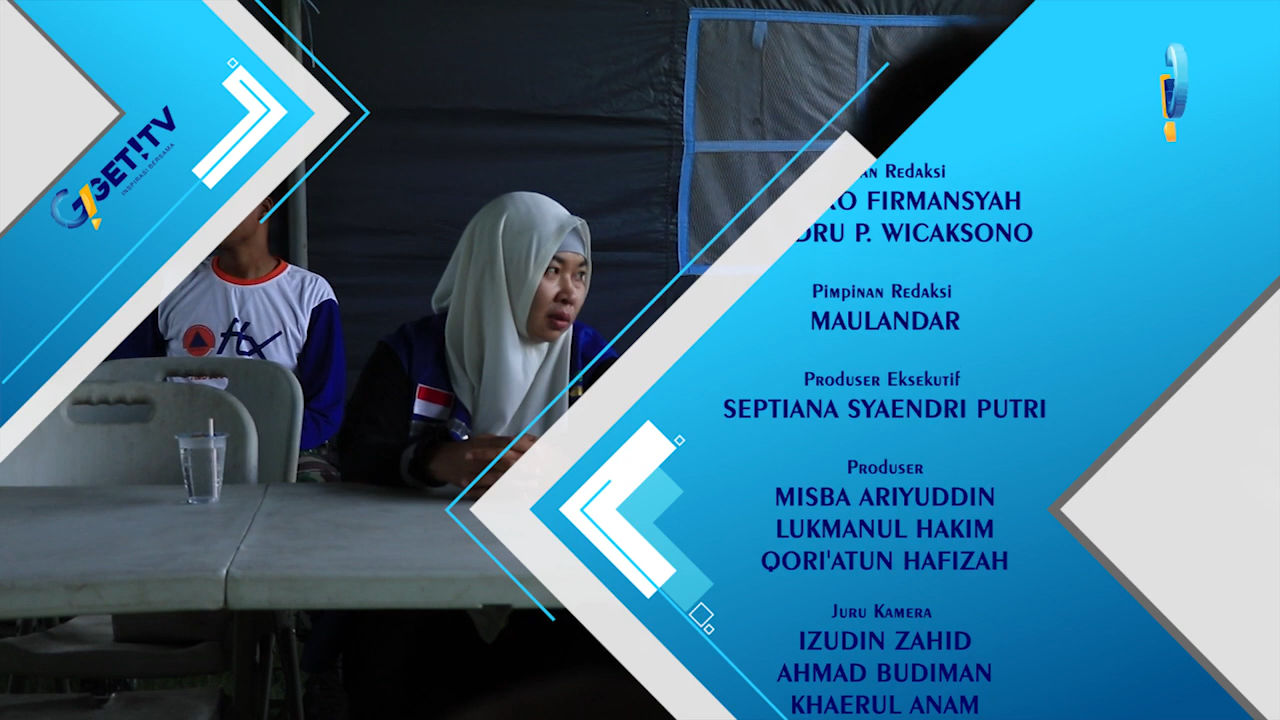 GET!TV
INSPIRASI BERSAMA
Redaksi
FIRMANSYAH
P. WICAKSONO
Pimpinan Redaksi
MAULANDAR
Produser Eksekutif
SEPTIANA SYAENDRI PUTRI
Produser
MISBA ARIYUDDIN
LUKMANUL HAKIM
QORI'ATUN HAFIZAH
Juru Kamera
IZUDIN ZAHID
AHMAD BUDIMAN
KHAERUL ANAM